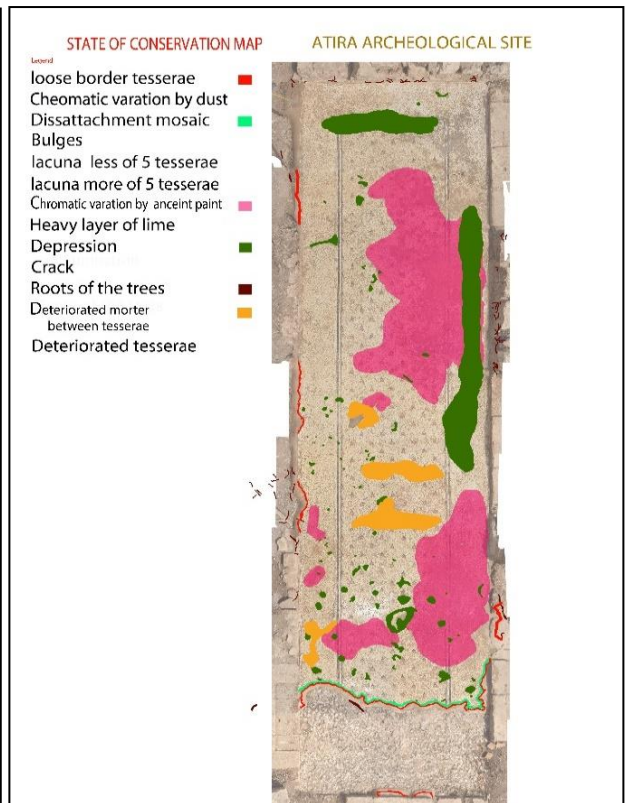 STATE OF CONSERVATION MAP ATIRA ARCHEOLOGICAL SITE
Legend
loose border tesserae
Cheomatic varation by dust
Dissattachment mosaic
Bulges
lacuna less of 5 tesserae
lacuna more of 5 tesserae
Chromatic varation by anceint paint
Heavy layer of lime
Depression
Crack
Roots of the trees
Deteriorated morter
between tesserae
Deteriorated tesserae